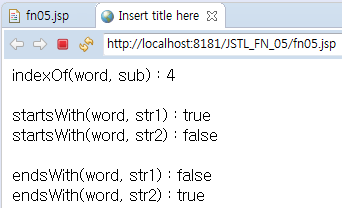 fn05.jsp
Insert title here
http://localhost:8181/JSTL_FN_05/fn05.jsp
indexOf(word, sub) : 4
startsWith(word, str1) : true
startsWith(word, str2) : false
endsWith(word, str1) : false
endsWith(word, str2) : true